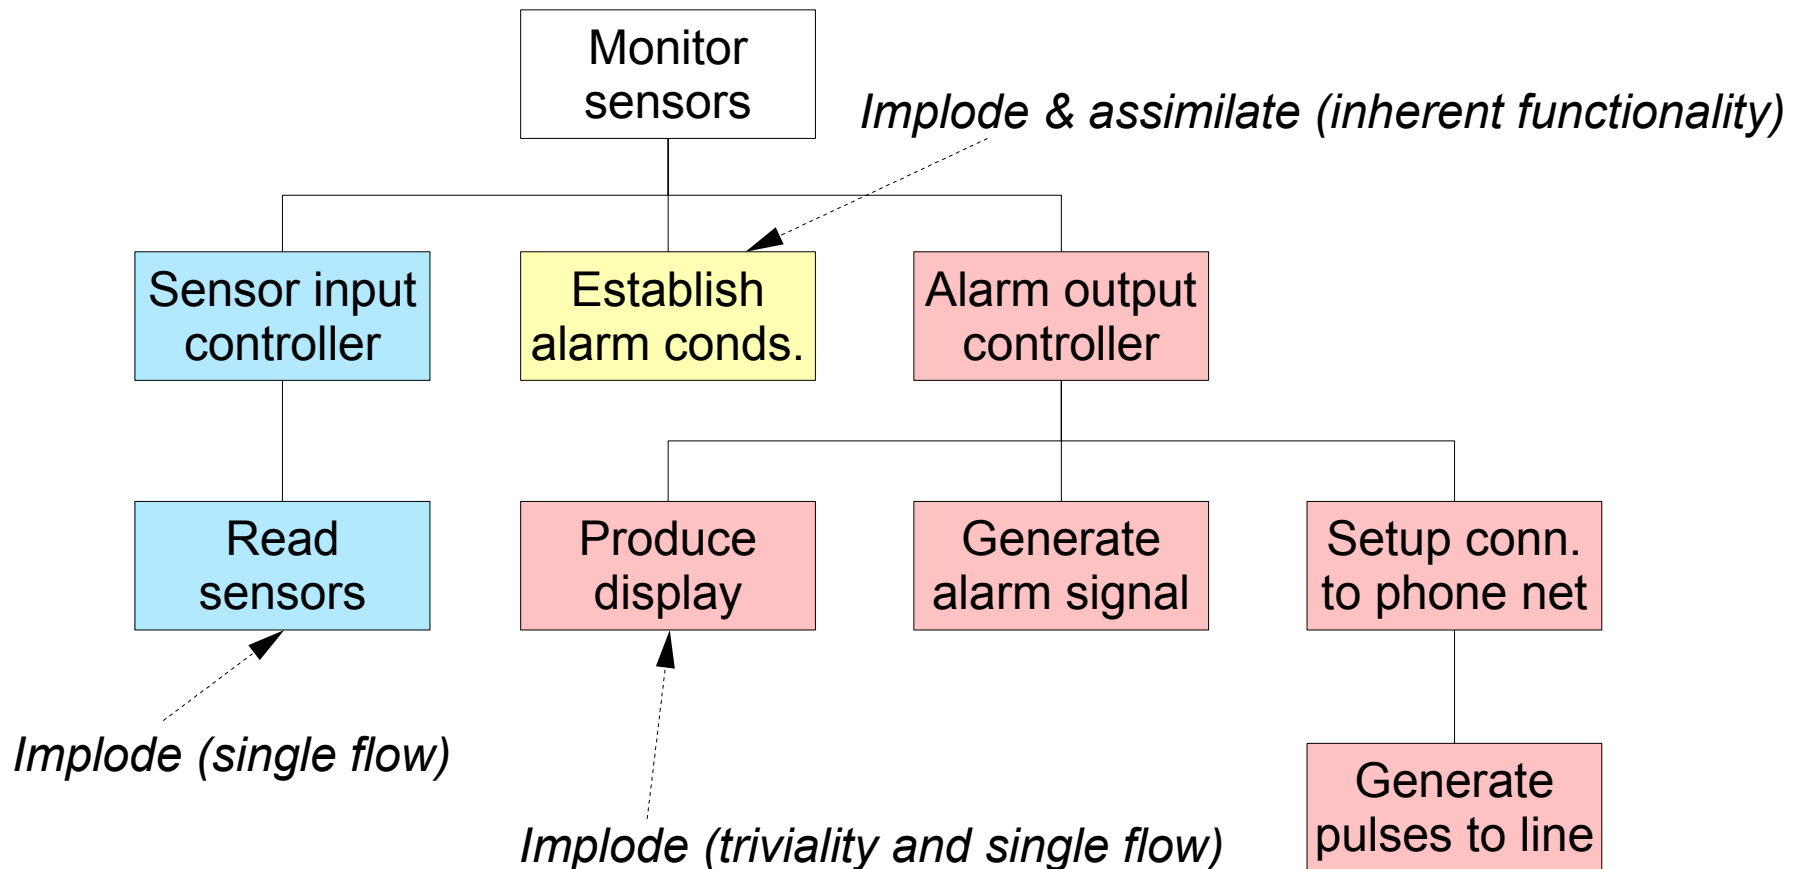 Monitor
sensors
Implode & assimilate (inherent functionality)
Sensor input
controller
Establish
alarm conds.
Alarm output
controller
Read
sensors
Produce
display
Generate
alarm signal
Setup conn.
to phone net
Implode (single flow)
Generate
pulses to line
Implode (triviality and single flow)